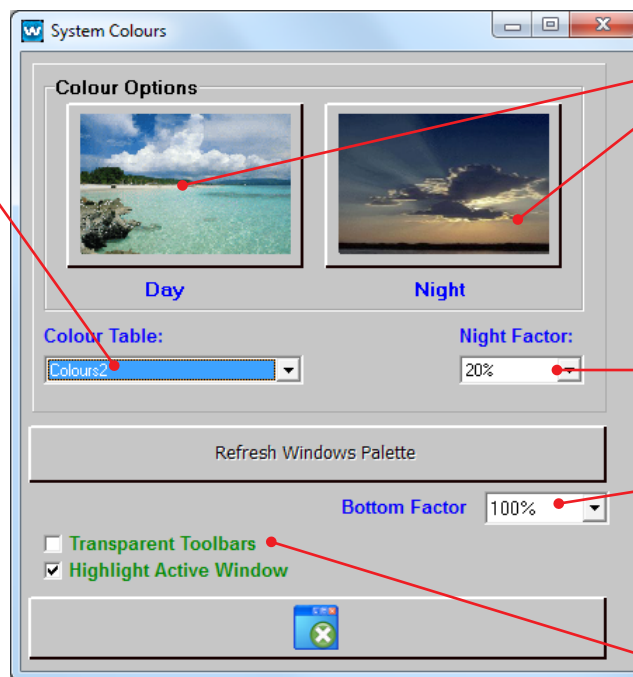 System Colours
Colour Options
Day
Night
Colour Table:
Night Factor:
Colours2
20%
Refresh Windows Palette
Bottom Factor
100%
Transparent Toolbars
Highlight Active Window